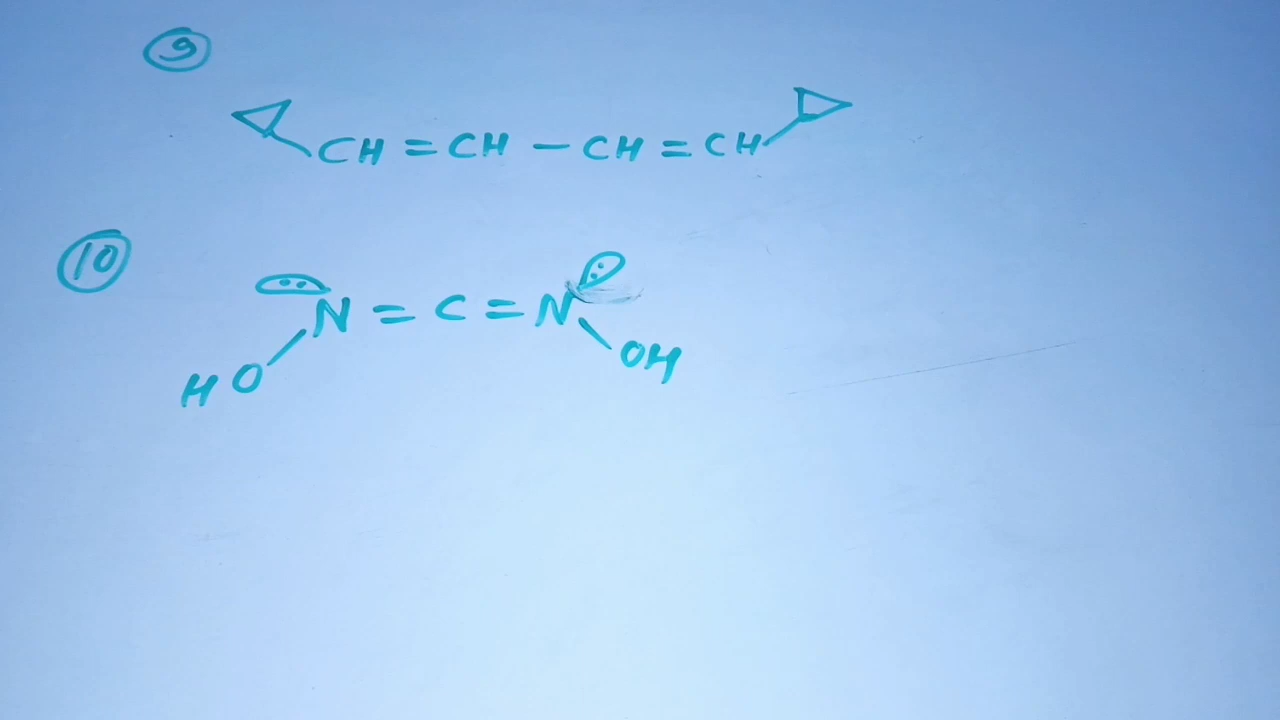 9
CH = CH — CH = CH
10
N = C = N
HO OH